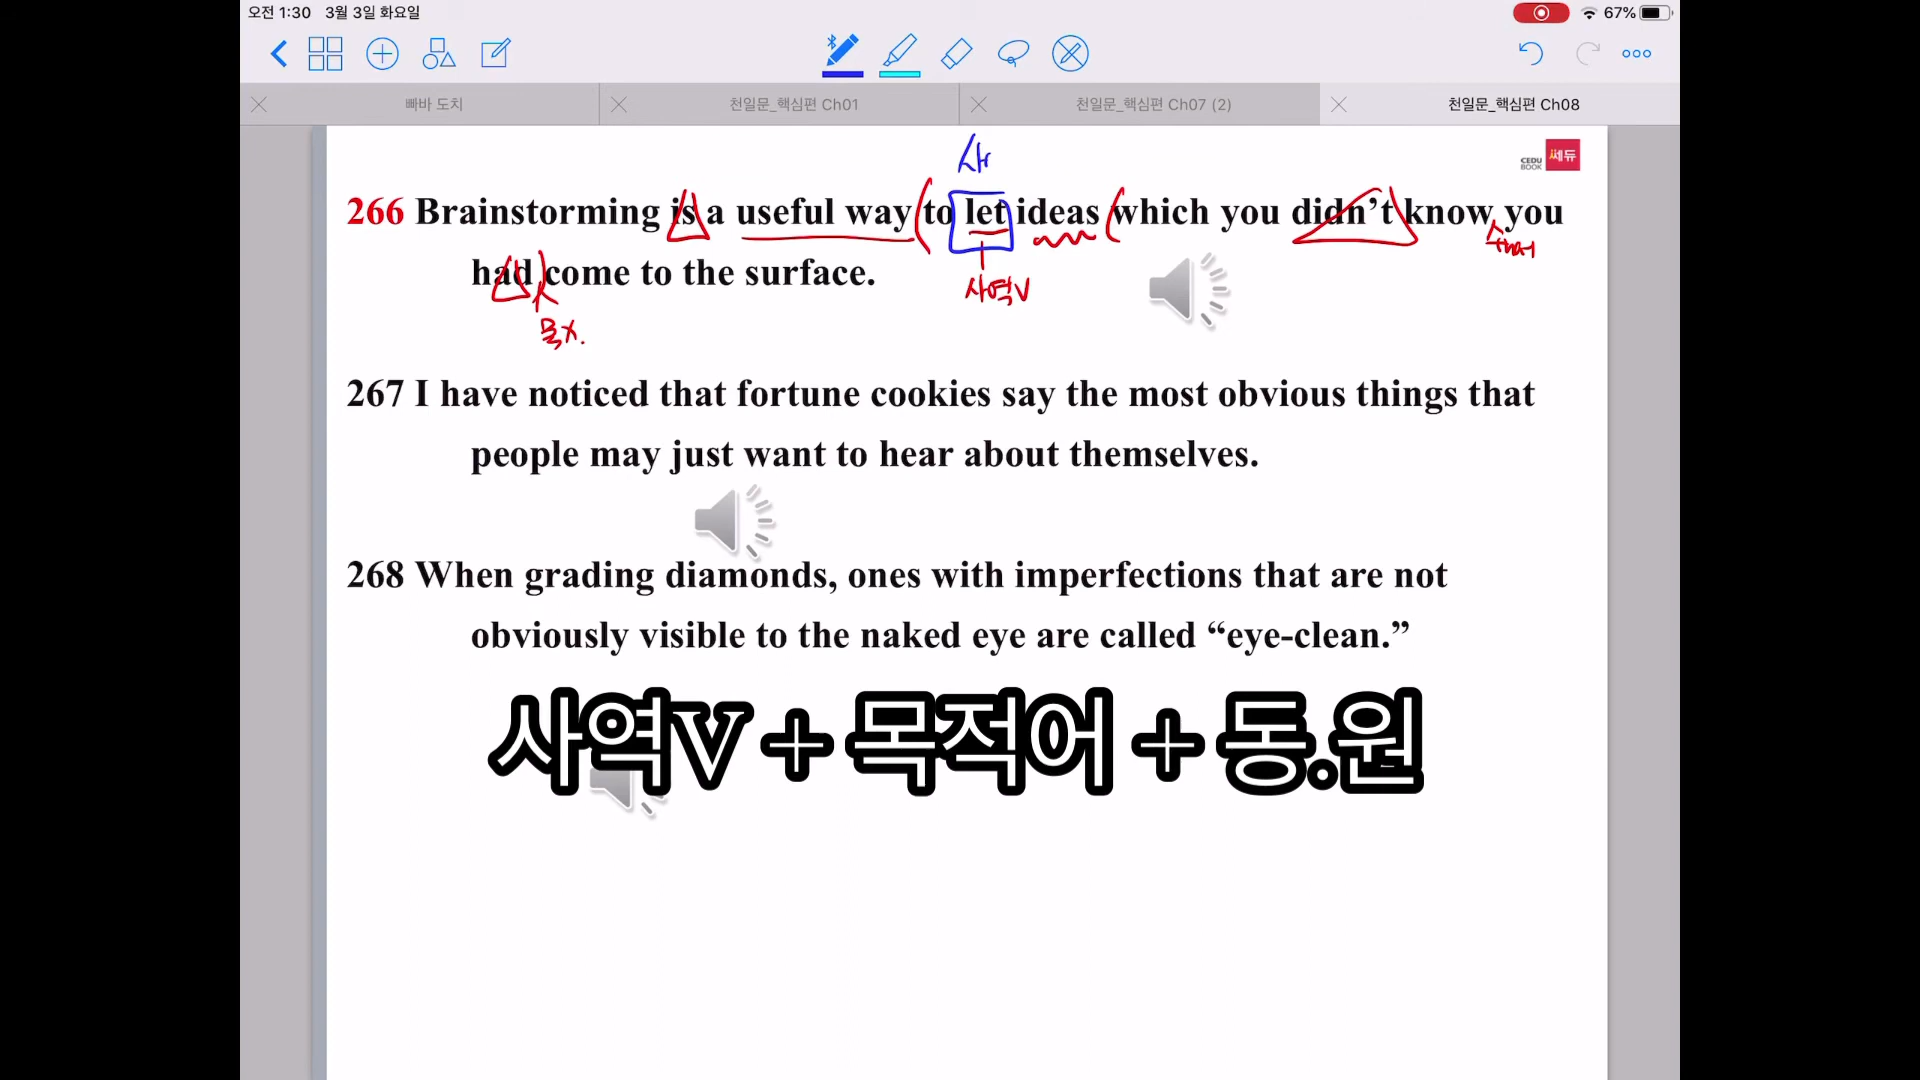 오전 1:30 3월 3일 화요일
67%
빠바 도치
천일문_핵심편 Ch01
천일문_핵심편 Ch07 (2)
천일문_핵심편 Ch08
CEDU BOOK 쎄듀
사
266 Brainstorming is a useful way to let ideas which you didn't know you
had come to the surface.
사역V
목X.
267 I have noticed that fortune cookies say the most obvious things that
people may just want to hear about themselves.
268 When grading diamonds, ones with imperfections that are not
obviously visible to the naked eye are called “eye-clean.”
사역V + 목적어 + 동.원